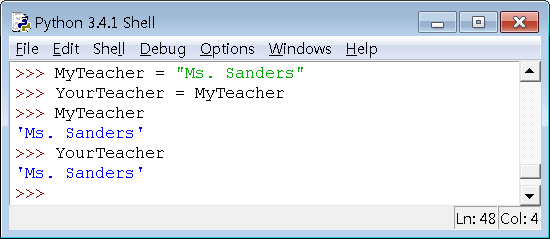 Python 3.4.1 Shell
File Edit Shell Debug Options Windows Help
>>> MyTeacher = "Ms. Sanders"
>>> YourTeacher = MyTeacher
>>> MyTeacher
'Ms. Sanders'
>>> YourTeacher
'Ms. Sanders'
>>>
Ln: 48 Col: 4